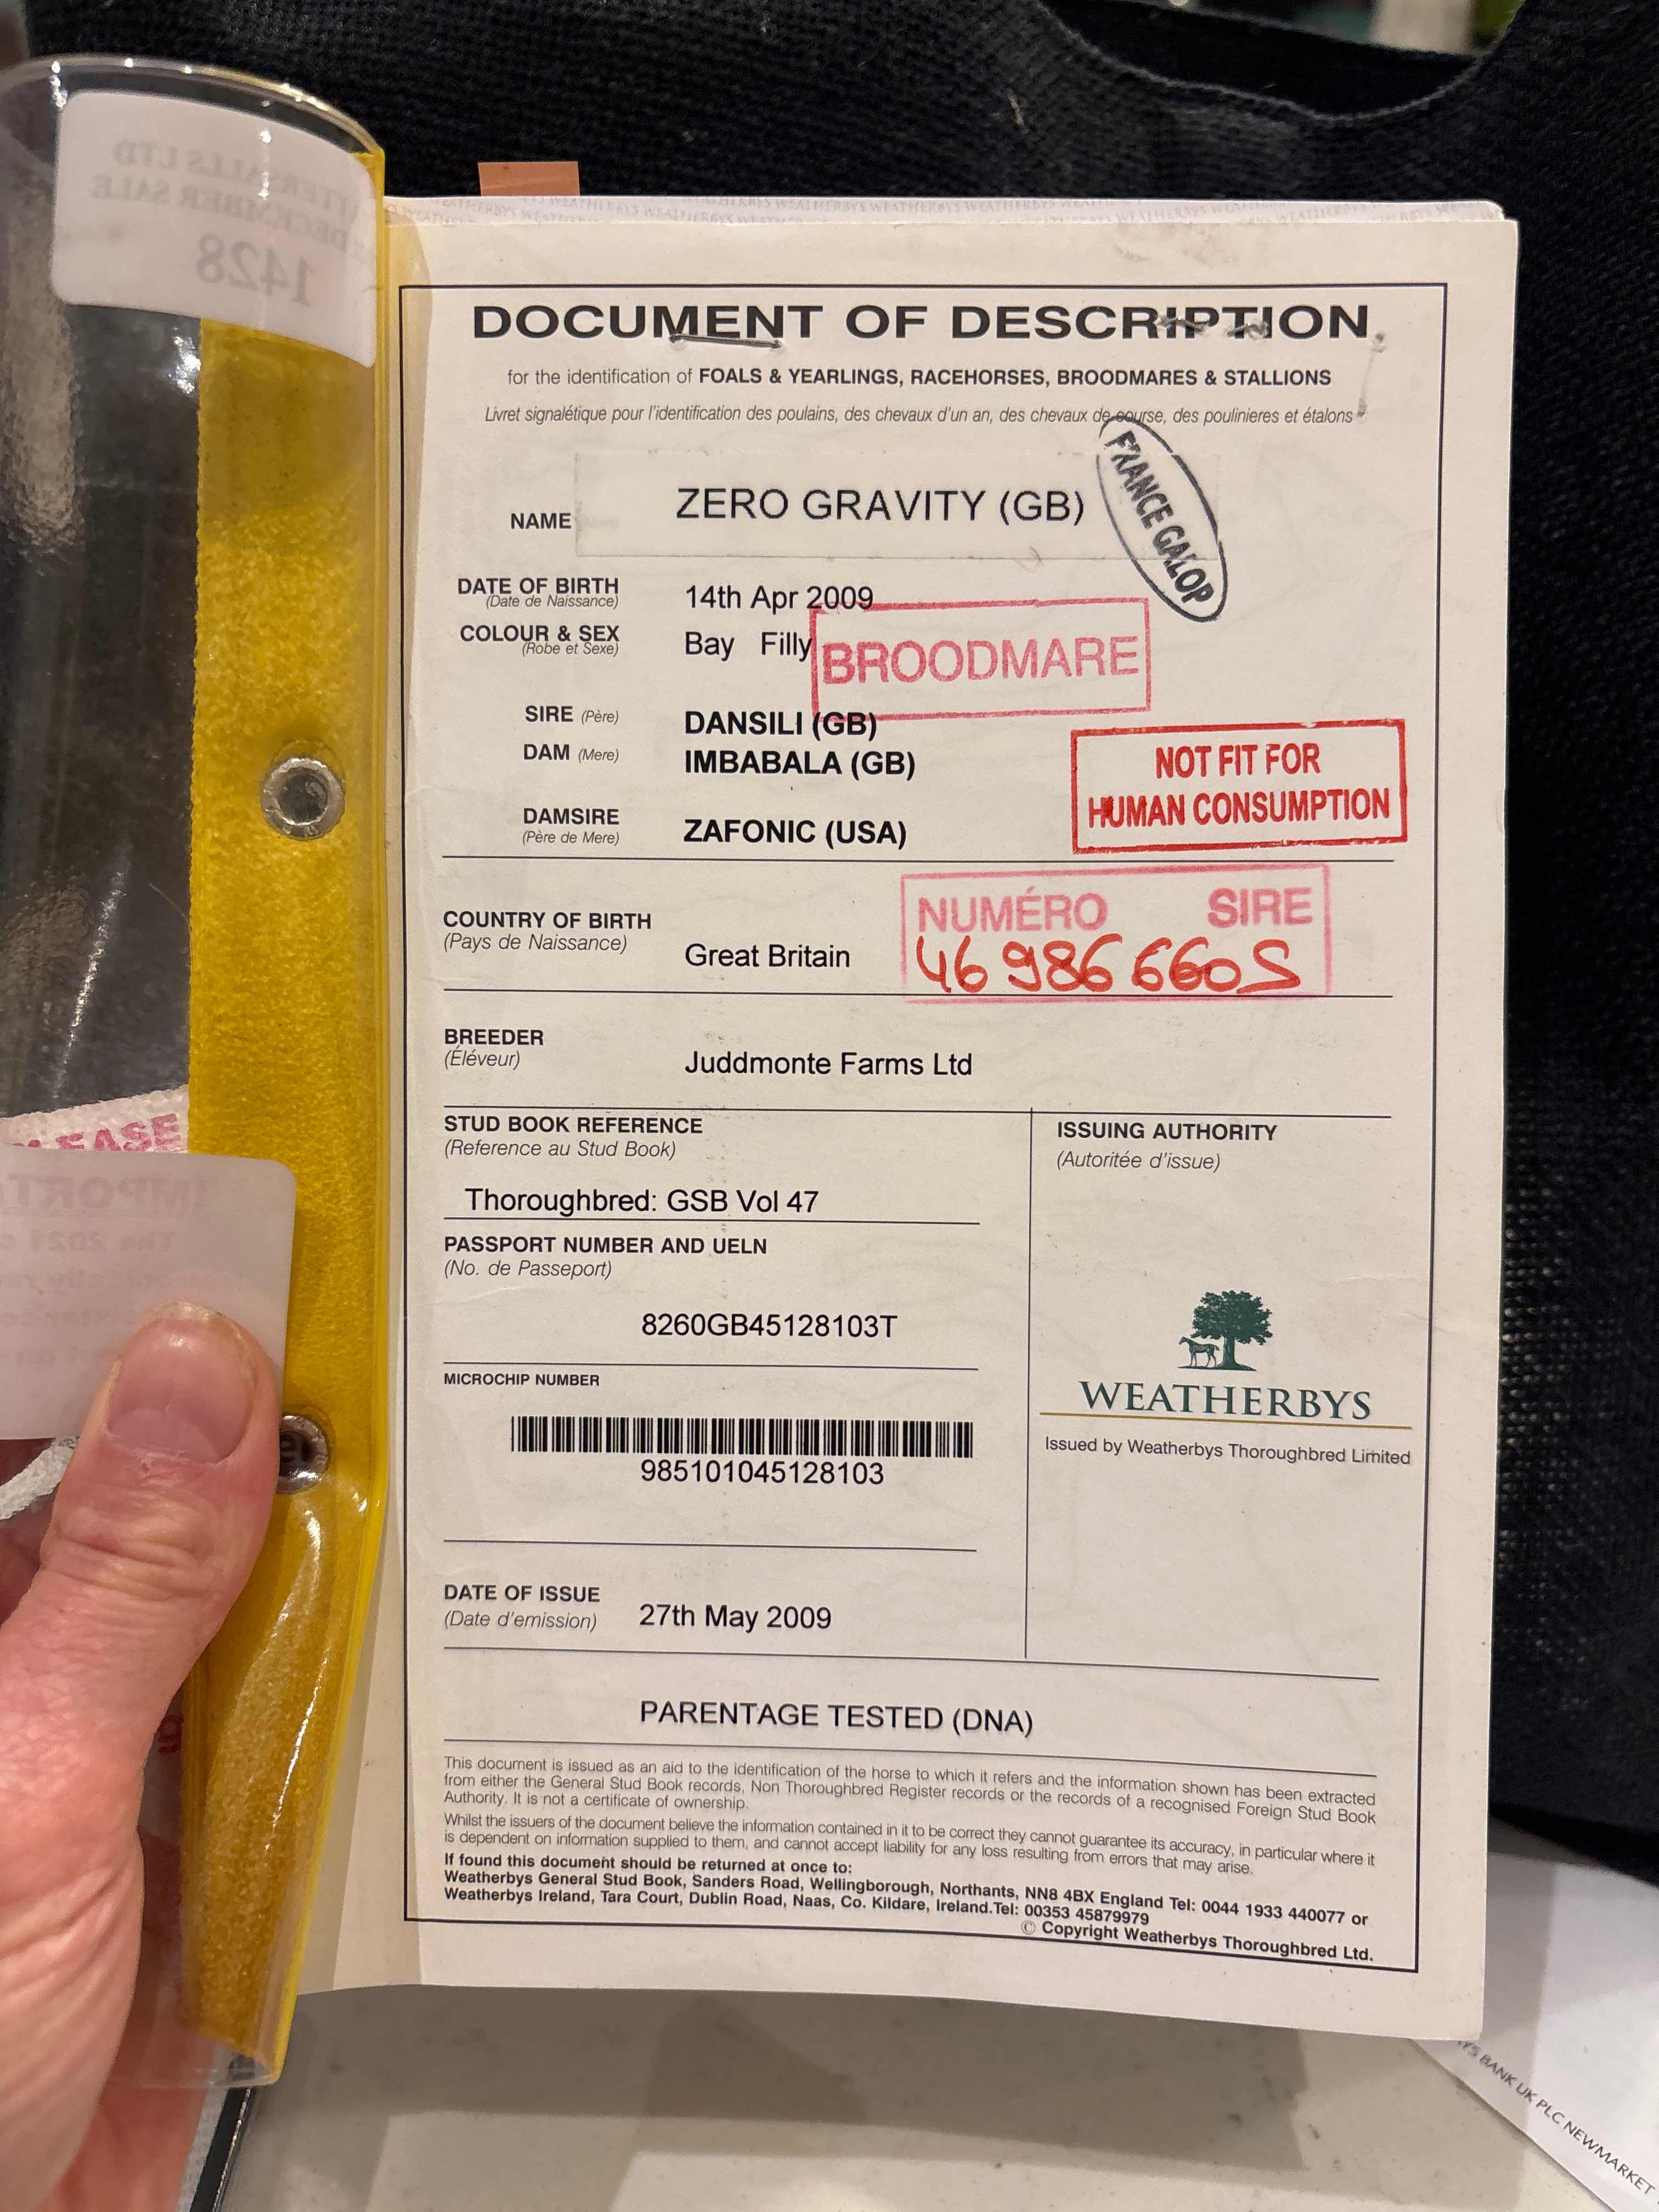 TTERSALLS LTD
DECEMBER SALE
1428
DOCUMENT OF DESCRIPTION
for the identification of FOALS & YEARLINGS, RACEHORSES, BROODMARES & STALLIONS
Livret signalétique pour l'identification des poulains, des chevaux d'un an, des chevaux de course, des poulinieres et étalons
FRANCE GALOP
NAME ZERO GRAVITY (GB)
DATE OF BIRTH 14th Apr 2009
(Date de Naissance)
COLOUR & SEX Bay Filly
(Robe et Sexe)
BROODMARE
SIRE (Père) DANSILI (GB)
DAM (Mere) IMBABALA (GB)
NOT FIT FOR
HUMAN CONSUMPTION
DAMSIRE ZAFONIC (USA)
(Père de Mere)
NUMÉRO SIRE
46 986 660 S
COUNTRY OF BIRTH
(Pays de Naissance) Great Britain
BREEDER
(Éléveur) Juddmonte Farms Ltd
STUD BOOK REFERENCE
(Reference au Stud Book)
Thoroughbred: GSB Vol 47
ISSUING AUTHORITY
(Autoritée d'issue)
PASSPORT NUMBER AND UELN
(No. de Passeport)
8260GB45128103T
WEATHERBYS
Issued by Weatherbys Thoroughbred Limited
MICROCHIP NUMBER
985101045128103
DATE OF ISSUE
(Date d'emission) 27th May 2009
PARENTAGE TESTED (DNA)
This document is issued as an aid to the identification of the horse to which it refers and the information shown has been extracted
from either the General Stud Book records, Non Thoroughbred Register records or the records of a recognised Foreign Stud Book
Authority. It is not a certificate of ownership.
Whilst the issuers of the document believe the information contained in it to be correct they cannot guarantee its accuracy, in particular where it
is dependent on information supplied to them, and cannot accept liability for any loss resulting from errors that may arise.
If found this document should be returned at once to:
Weatherbys General Stud Book, Sanders Road, Wellingborough, Northants, NN8 4BX England Tel: 0044 1933 440077 or
Weatherbys Ireland, Tara Court, Dublin Road, Naas, Co. Kildare, Ireland.Tel: 00353 45879979
© Copyright Weatherbys Thoroughbred Ltd.
BANK UK PLC NEWMARKET